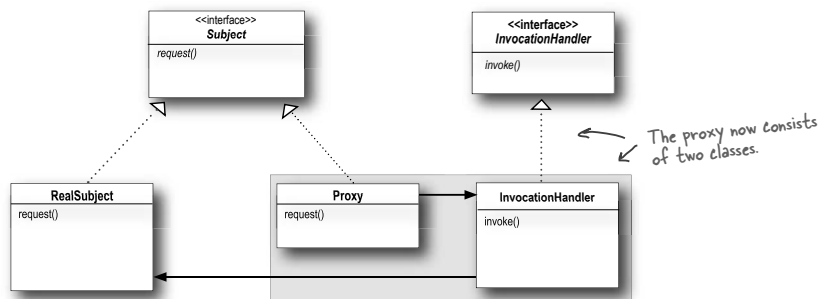 <<interface>>
Subject
request()
<<interface>>
InvocationHandler
invoke()
The proxy now consists
of two classes.
RealSubject
request()
Proxy
request()
InvocationHandler
invoke()